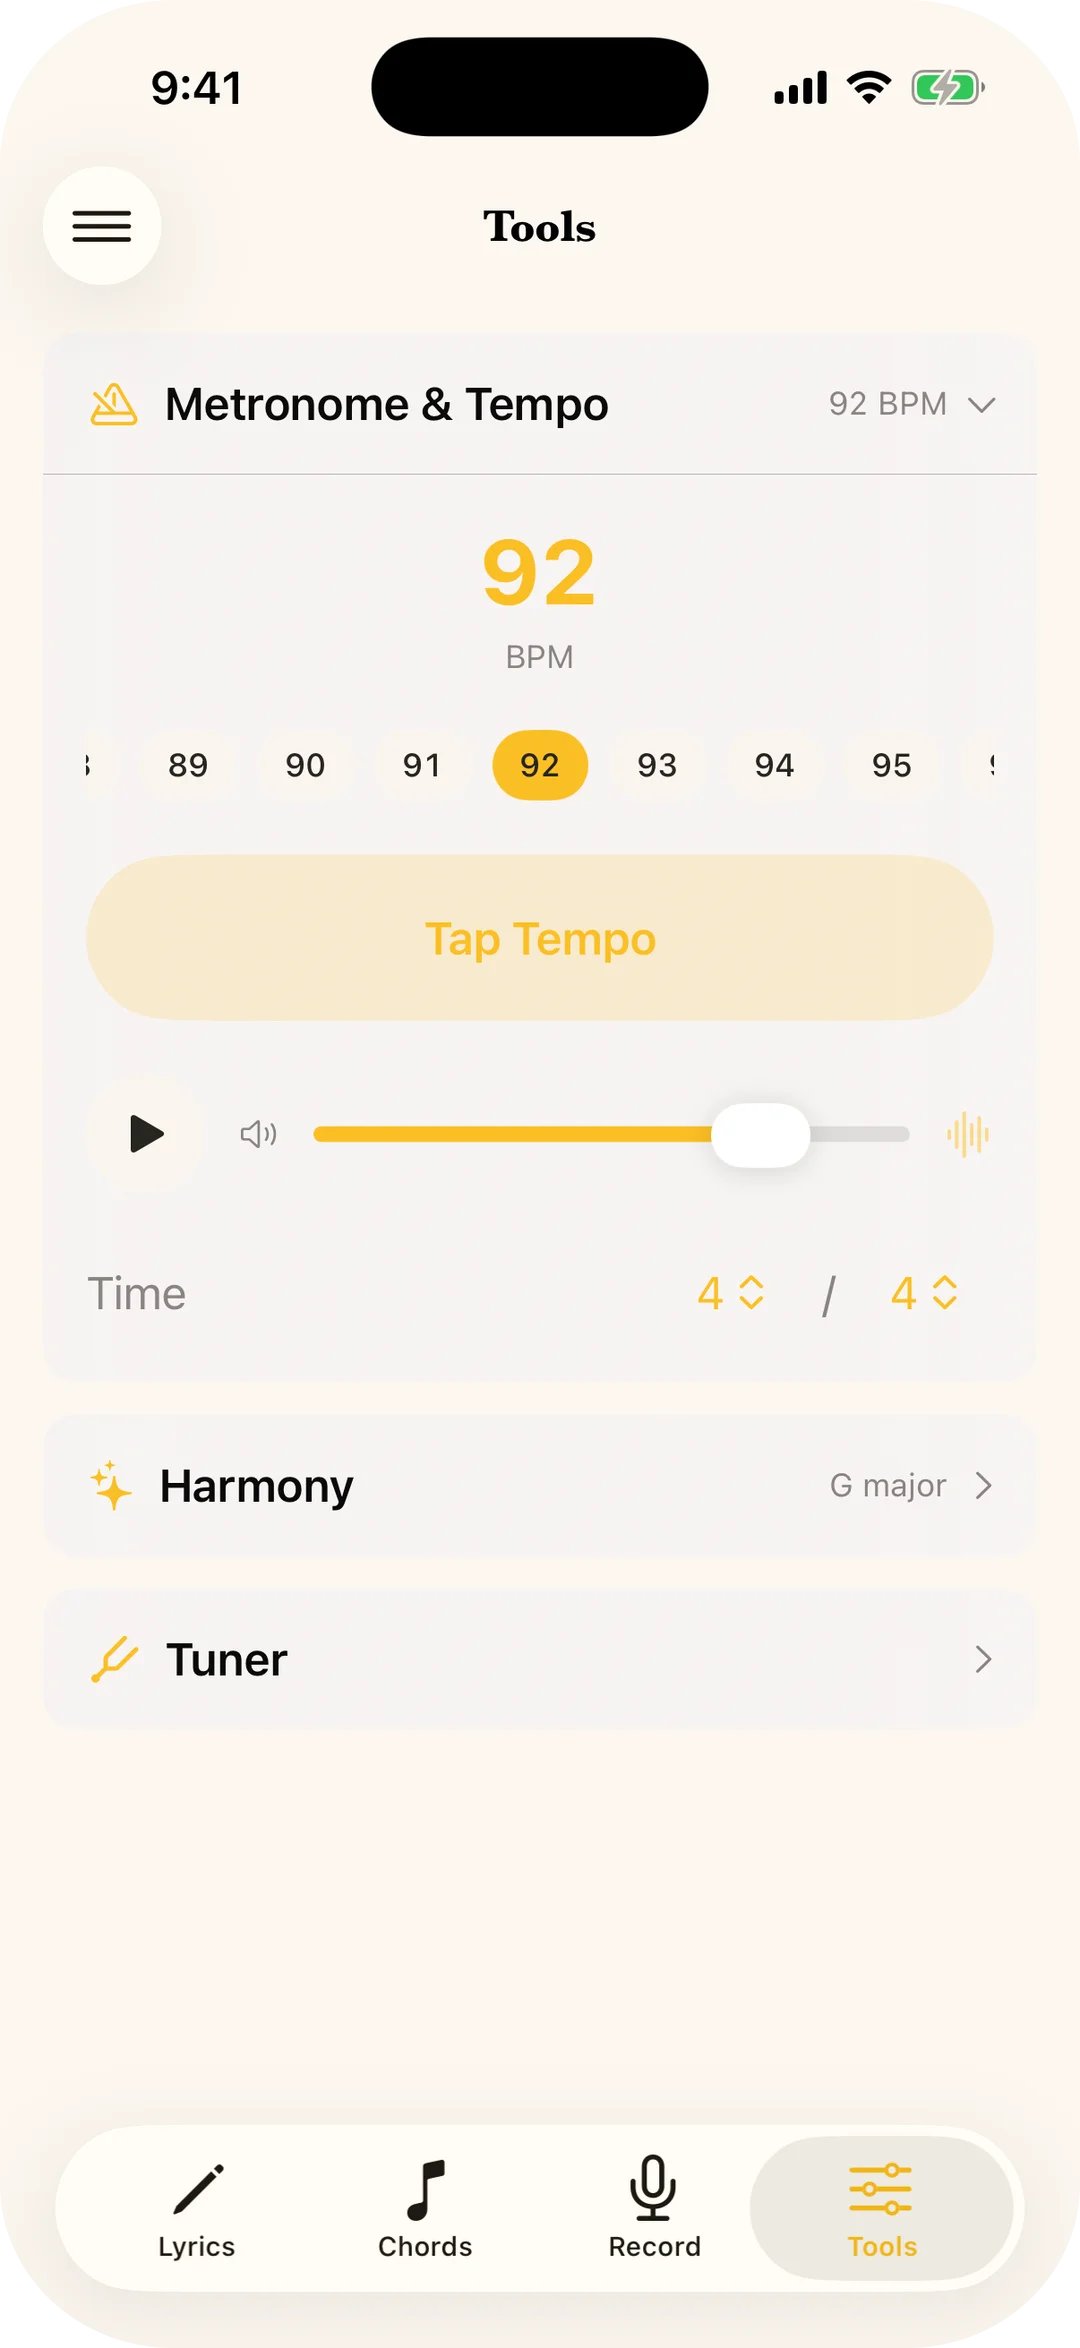 9:41
Tools
Metronome & Tempo 92 BPM
92
BPM
89 90 91 92 93 94 95
Tap Tempo
Time 4 / 4
Harmony G major
Tuner
Lyrics Chords Record Tools